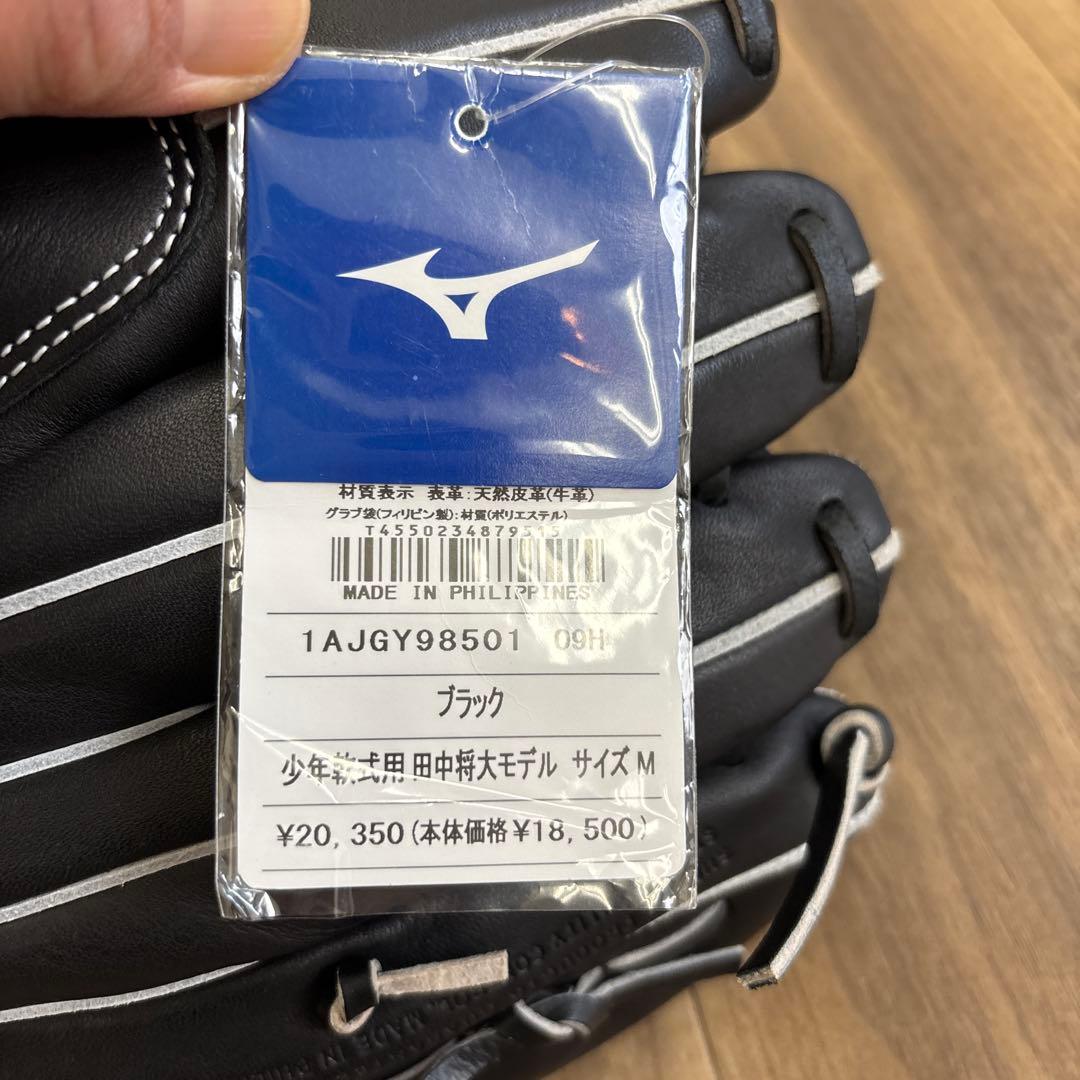 材質表示 表革:天然皮革(牛革)
グラブ袋(フィリピン製):材質(ポリエステル)
T4550234879515
MADE IN PHILIPPINES
1AJGY98501 09H
ブラック
少年軟式用 田中将大モデル サイズ M
¥20,350(本体価格¥18,500)
MADE IN